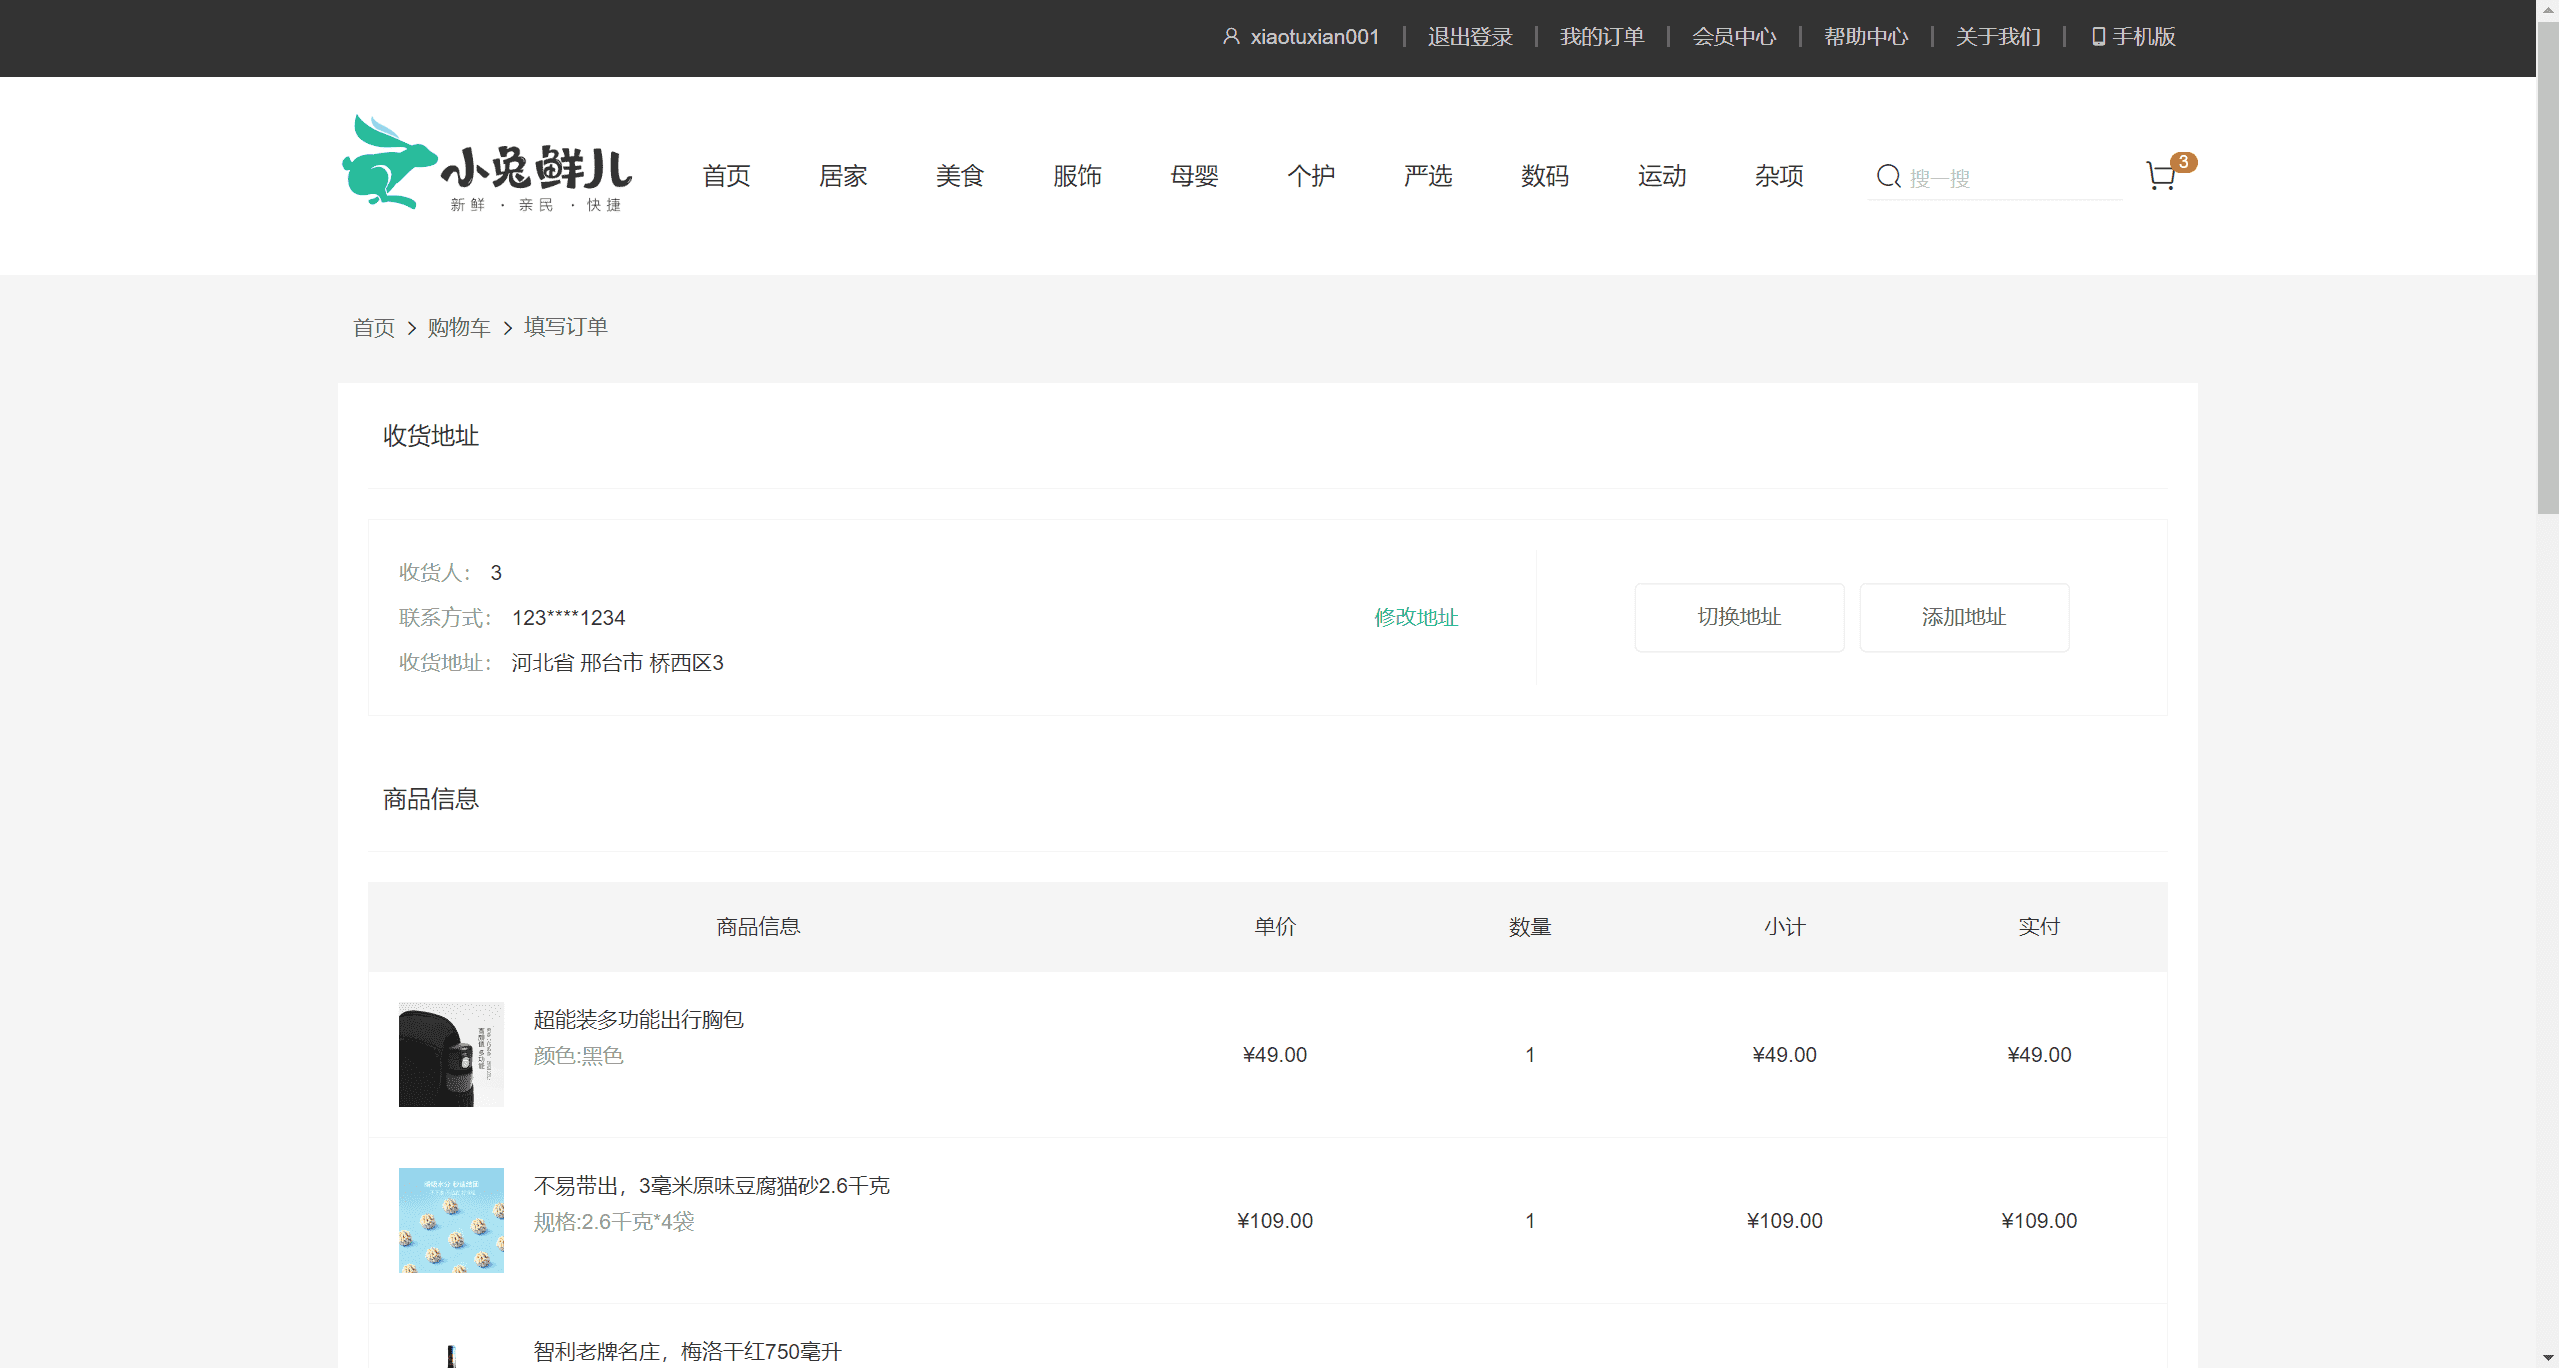 xiaotuxian001 退出登录 我的订单 会员中心 帮助中心 关于我们 手机版
小兔鲜儿
新鲜 · 亲民 · 快捷
首页 居家 美食 服饰 母婴 个护 严选 数码 运动 杂项 搜一搜 3
首页 > 购物车 > 填写订单
收货地址
收货人： 3
联系方式： 123****1234
收货地址： 河北省 邢台市 桥西区3
修改地址
切换地址 添加地址
商品信息
商品信息 单价 数量 小计 实付
超能装多功能出行胸包
颜色:黑色
¥49.00 1 ¥49.00 ¥49.00
不易带出，3毫米原味豆腐猫砂2.6千克
规格:2.6千克*4袋
¥109.00 1 ¥109.00 ¥109.00
智利老牌名庄，梅洛干红750毫升